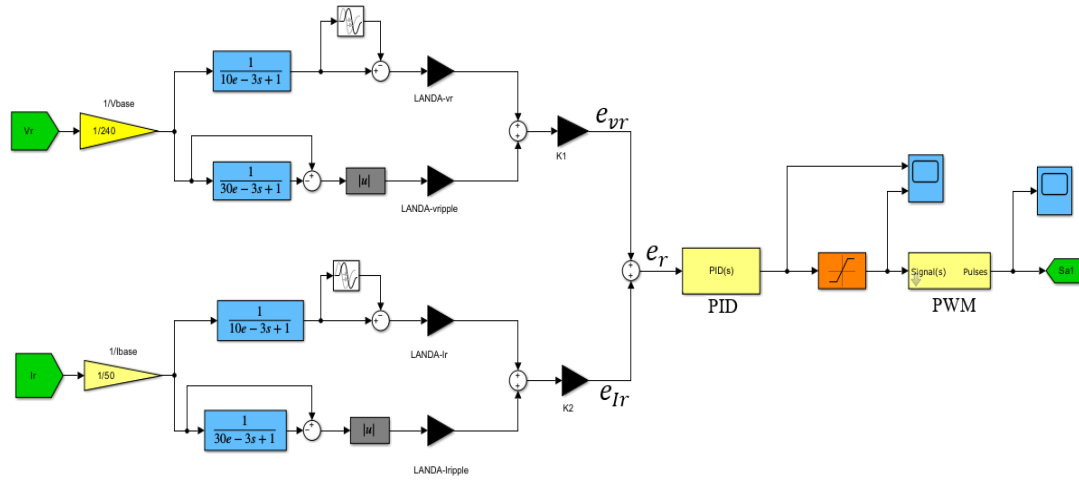 1
10e − 3s + 1
LANDA-vr
1/Vbase
Vr
1/240
+
+
K1
e_vr
1
30e − 3s + 1
|u|
LANDA-vripple
e_r
PID(s)
PID
Signal(s) Pulses
PWM
Sa1
1
10e − 3s + 1
LANDA-Ir
1/Ibase
Ir
1/50
+
+
K2
e_Ir
1
30e − 3s + 1
|u|
LANDA-Iripple